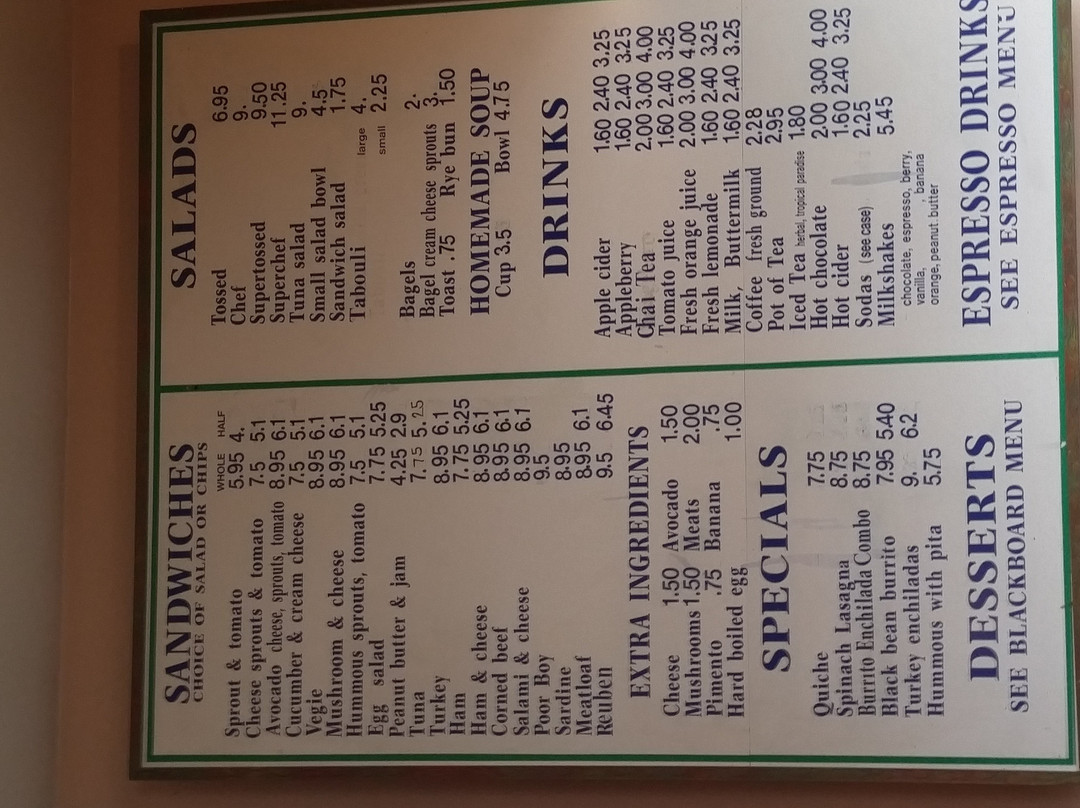 SANDWICHES
CHOICE OF SALAD OR CHIPS
WHOLE HALF
Sprout & tomato 5.95 4.
Cheese sprouts & tomato 7.5 5.1
Avocado cheese, sprouts, tomato 8.95 6.1
Cucumber & cream cheese 7.5 5.1
Vegie 8.95 6.1
Mushroom & cheese 8.95 6.1
Hummous sprouts, tomato 7.5 5.1
Egg salad 7.75 5.25
Peanut butter & jam 4.25 2.9
Tuna 7.75 5.25
Turkey 8.95 6.1
Ham 7.75 5.25
Ham & cheese 8.95 6.1
Corned beef 8.95 6.1
Salami & cheese 8.95 6.1
Poor Boy 9.5
Sardine 8.95
Meatloaf 8.95 6.1
Reuben 9.5 6.45
EXTRA INGREDIENTS
Cheese 1.50 Avocado 1.50
Mushrooms 1.50 Meats 2.00
Pimento .75 Banana .75
Hard boiled egg 1.00
SPECIALS
Quiche 7.75
Spinach Lasagna 8.75
Burrito Enchilada Combo 8.75
Black bean burrito 7.95 5.40
Turkey enchiladas 9. 6.2
Hummous with pita 5.75
DESSERTS
SEE BLACKBOARD MENU
SALADS
Tossed 6.95
Chef 9.
Supertossed 9.50
Superchef 11.25
Tuna salad 9.
Small salad bowl 4.5
Sandwich salad 1.75
Tabouli large 4.
small 2.25
Bagels 2.
Bagel cream cheese sprouts 3.
Toast .75 Rye bun 1.50
HOMEMADE SOUP
Cup 3.5 Bowl 4.75
DRINKS
Apple cider 1.60 2.40 3.25
Appleberry 1.60 2.40 3.25
Chai Tea 2.00 3.00 4.00
Tomato juice 1.60 2.40 3.25
Fresh orange juice 2.00 3.00 4.00
Fresh lemonade 1.60 2.40 3.25
Milk, Buttermilk 1.60 2.40 3.25
Coffee fresh ground 2.28
Pot of Tea 2.95
Iced Tea herbal, tropical paradise 1.80
Hot chocolate 2.00 3.00 4.00
Hot cider 1.60 2.40 3.25
Sodas (see case) 2.25
Milkshakes 5.45
chocolate, espresso, berry,
vanilla, , banana
orange, peanut butter
ESPRESSO DRINKS
SEE ESPRESSO MENU